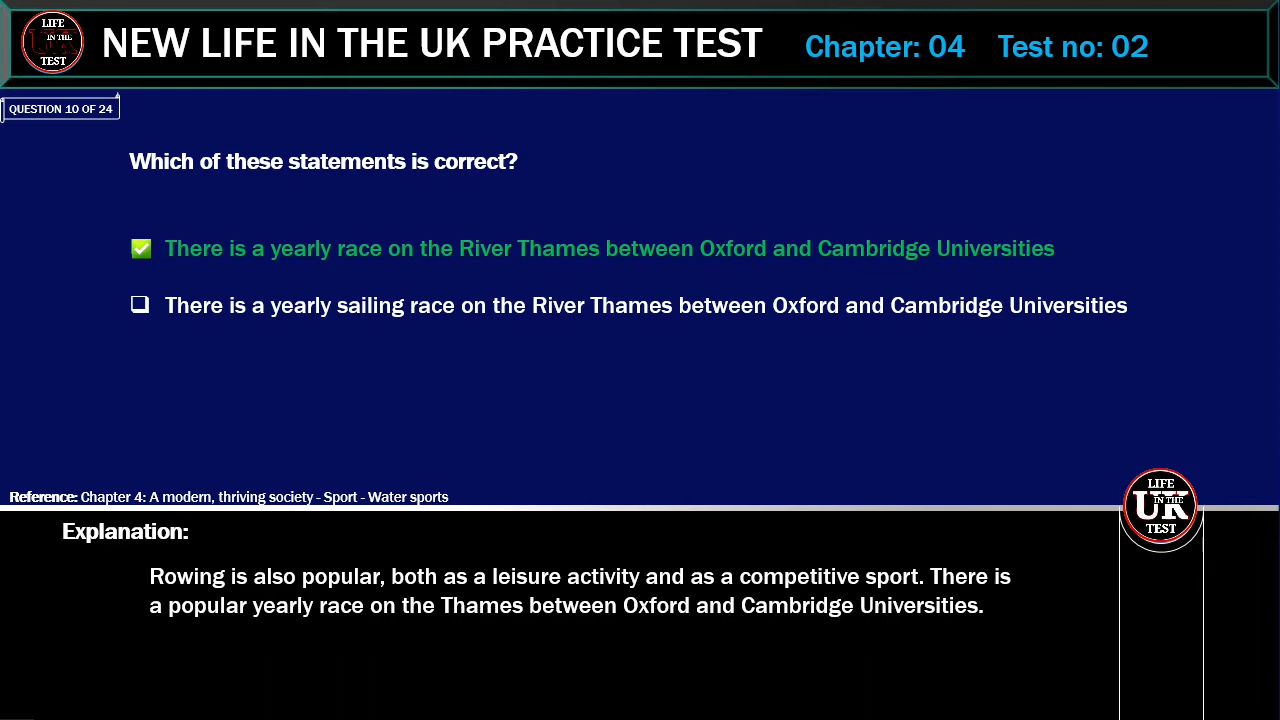 LIFE
UK
IN THE
TEST
NEW LIFE IN THE UK PRACTICE TEST
Chapter: 04
Test no: 02
QUESTION 10 OF 24
Which of these statements is correct?
There is a yearly race on the River Thames between Oxford and Cambridge Universities
There is a yearly sailing race on the River Thames between Oxford and Cambridge Universities
Reference: Chapter 4: A modern, thriving society - Sport - Water sports
LIFE
UK
IN THE
TEST
Explanation:
Rowing is also popular, both as a leisure activity and as a competitive sport. There is
a popular yearly race on the Thames between Oxford and Cambridge Universities.